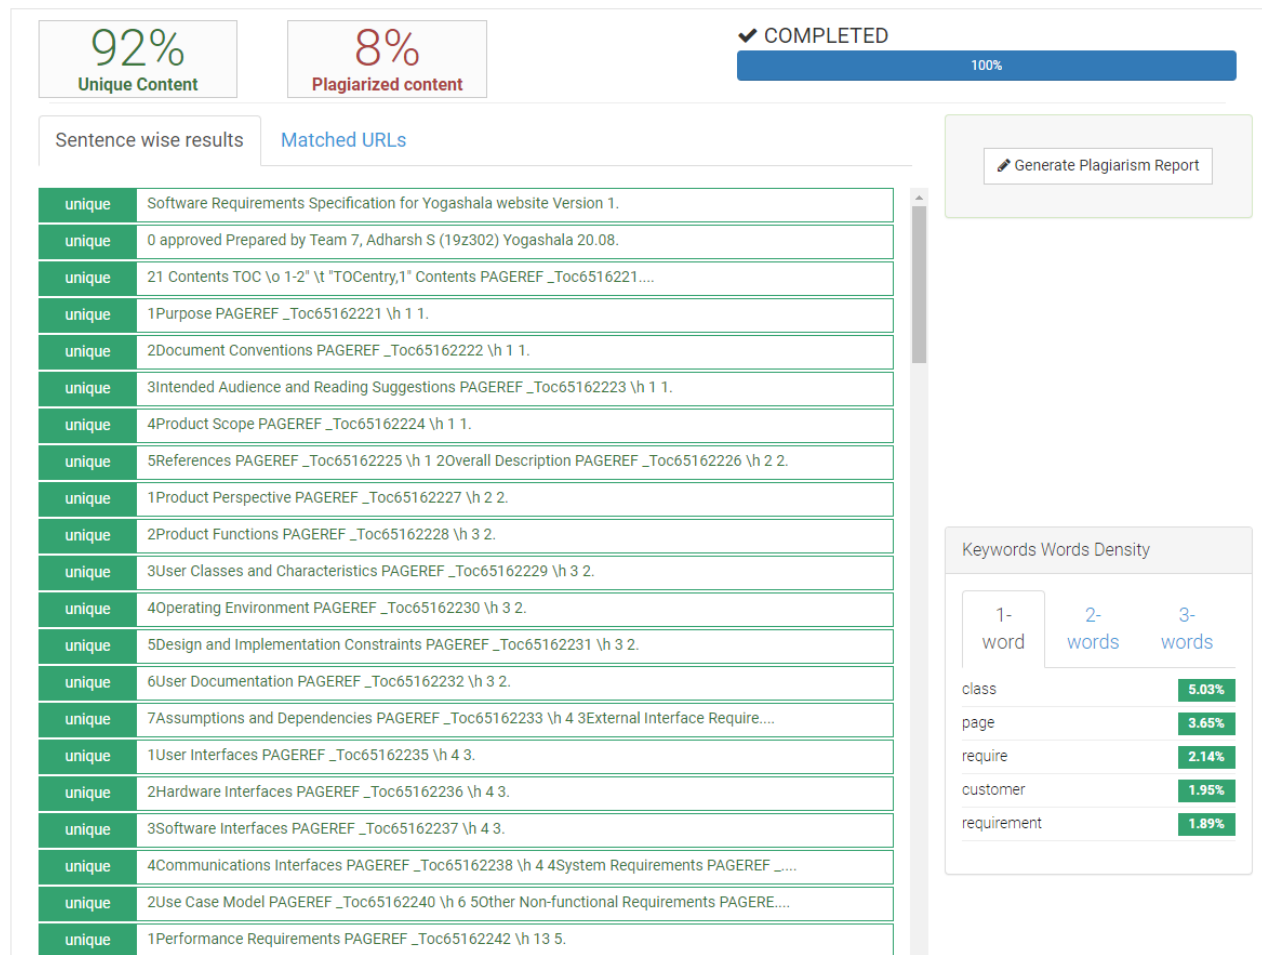 92%
Unique Content
8%
Plagiarized content
COMPLETED
100%
Sentence wise results
Matched URLs
Generate Plagiarism Report
unique Software Requirements Specification for Yogashala website Version 1.
unique 0 approved Prepared by Team 7, Adharsh S (19z302) Yogashala 20.08.
unique 21 Contents TOC \o 1-2" \t "TOCentry,1" Contents PAGEREF _Toc6516221....
unique 1Purpose PAGEREF _Toc65162221 \h 1 1.
unique 2Document Conventions PAGEREF _Toc65162222 \h 1 1.
unique 3Intended Audience and Reading Suggestions PAGEREF _Toc65162223 \h 1 1.
unique 4Product Scope PAGEREF _Toc65162224 \h 1 1.
unique 5References PAGEREF _Toc65162225 \h 1 2Overall Description PAGEREF _Toc65162226 \h 2 2.
unique 1Product Perspective PAGEREF _Toc65162227 \h 2 2.
unique 2Product Functions PAGEREF _Toc65162228 \h 3 2.
unique 3User Classes and Characteristics PAGEREF _Toc65162229 \h 3 2.
unique 4Operating Environment PAGEREF _Toc65162230 \h 3 2.
unique 5Design and Implementation Constraints PAGEREF _Toc65162231 \h 3 2.
unique 6User Documentation PAGEREF _Toc65162232 \h 3 2.
unique 7Assumptions and Dependencies PAGEREF _Toc65162233 \h 4 3External Interface Require....
unique 1User Interfaces PAGEREF _Toc65162235 \h 4 3.
unique 2Hardware Interfaces PAGEREF _Toc65162236 \h 4 3.
unique 3Software Interfaces PAGEREF _Toc65162237 \h 4 3.
unique 4Communications Interfaces PAGEREF _Toc65162238 \h 4 4System Requirements PAGEREF _....
unique 2Use Case Model PAGEREF _Toc65162240 \h 6 5Other Non-functional Requirements PAGERE....
unique 1Performance Requirements PAGEREF _Toc65162242 \h 13 5.
Keywords Words Density
1-
word
2-
words
3-
words
class 5.03%
page 3.65%
require 2.14%
customer 1.95%
requirement 1.89%